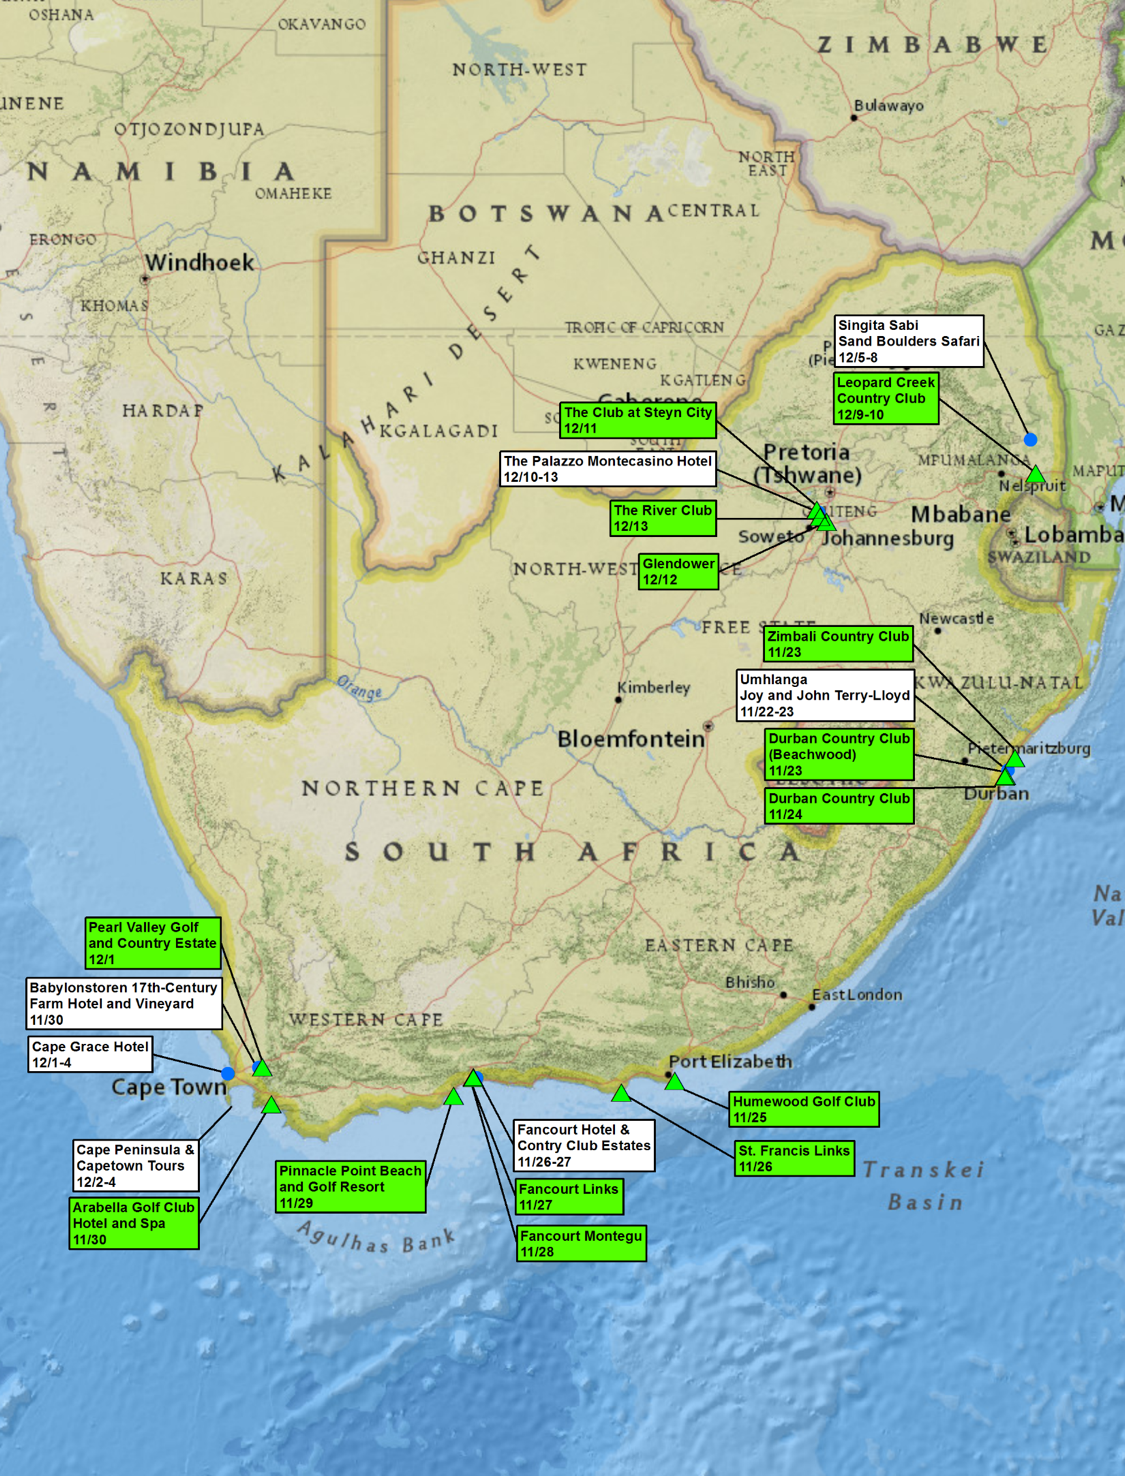 OSHANA
OKAVANGO
ZIMBABWE
NORTH-WEST
UNENE
Bulawayo
OTJOZONDJUPA
NAMIBIA
NORTH
EAST
OMAHEKE
BOTSWANA
CENTRAL
ERONGO
Windhoek
GHANZI
KHOMAS
KALAHARI DESERT
TROPIC OF CAPRICORN
GAZ
Singita Sabi
Sand Boulders Safari
12/5-8
KWENENG
KGATLENG
Leopard Creek
Country Club
12/9-10
Gaborone
HARDAP
The Club at Steyn City
12/11
KGALAGADI
SOUTH
EAST
Pretoria
(Tshwane)
The Palazzo Montecasino Hotel
12/10-13
MPUMALANGA
MAPUT
Nelspruit
The River Club
12/13
GAUTENG
Mbabane
Lobamba
Soweto
Johannesburg
SWAZILAND
Glendower
12/12
NORTH-WEST
KARAS
Newcastle
FREE STATE
Zimbali Country Club
11/23
Umhlanga
Joy and John Terry-Lloyd
11/22-23
KWAZULU-NATAL
Orange
Kimberley
Bloemfontein
Durban Country Club
(Beachwood)
11/23
Pietermaritzburg
LESOTHO
Durban Country Club
11/24
Durban
NORTHERN CAPE
SOUTH AFRICA
Na
Val
Pearl Valley Golf
and Country Estate
12/1
EASTERN CAPE
Bhisho
East London
Babylonstoren 17th-Century
Farm Hotel and Vineyard
11/30
WESTERN CAPE
Cape Grace Hotel
12/1-4
Port Elizabeth
Cape Town
Humewood Golf Club
11/25
Fancourt Hotel &
Contry Club Estates
11/26-27
Cape Peninsula &
Capetown Tours
12/2-4
St. Francis Links
11/26
Pinnacle Point Beach
and Golf Resort
11/29
Transkei
Basin
Fancourt Links
11/27
Arabella Golf Club
Hotel and Spa
11/30
Agulhas Bank
Fancourt Montegu
11/28